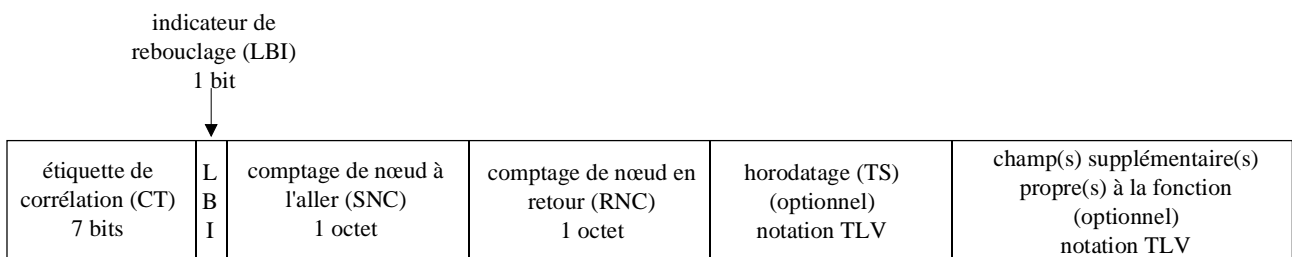 indicateur de
rebouclage (LBI)
1 bit
étiquette de
corrélation (CT)
7 bits
L
B
I
comptage de nœud à
l'aller (SNC)
1 octet
comptage de nœud en
retour (RNC)
1 octet
horodatage (TS)
(optionnel)
notation TLV
champ(s) supplémentaire(s)
propre(s) à la fonction
(optionnel)
notation TLV